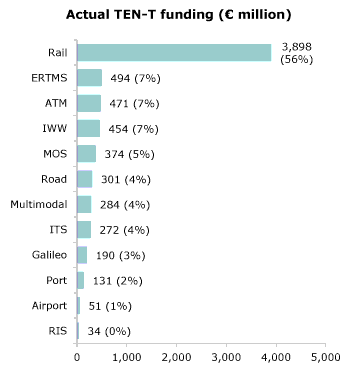 Actual TEN-T funding (€ million)
Rail 3,898
(56%)
ERTMS 494 (7%)
ATM 471 (7%)
IWW 454 (7%)
MOS 374 (5%)
Road 301 (4%)
Multimodal 284 (4%)
ITS 272 (4%)
Galileo 190 (3%)
Port 131 (2%)
Airport 51 (1%)
RIS 34 (0%)
0 1,000 2,000 3,000 4,000 5,000